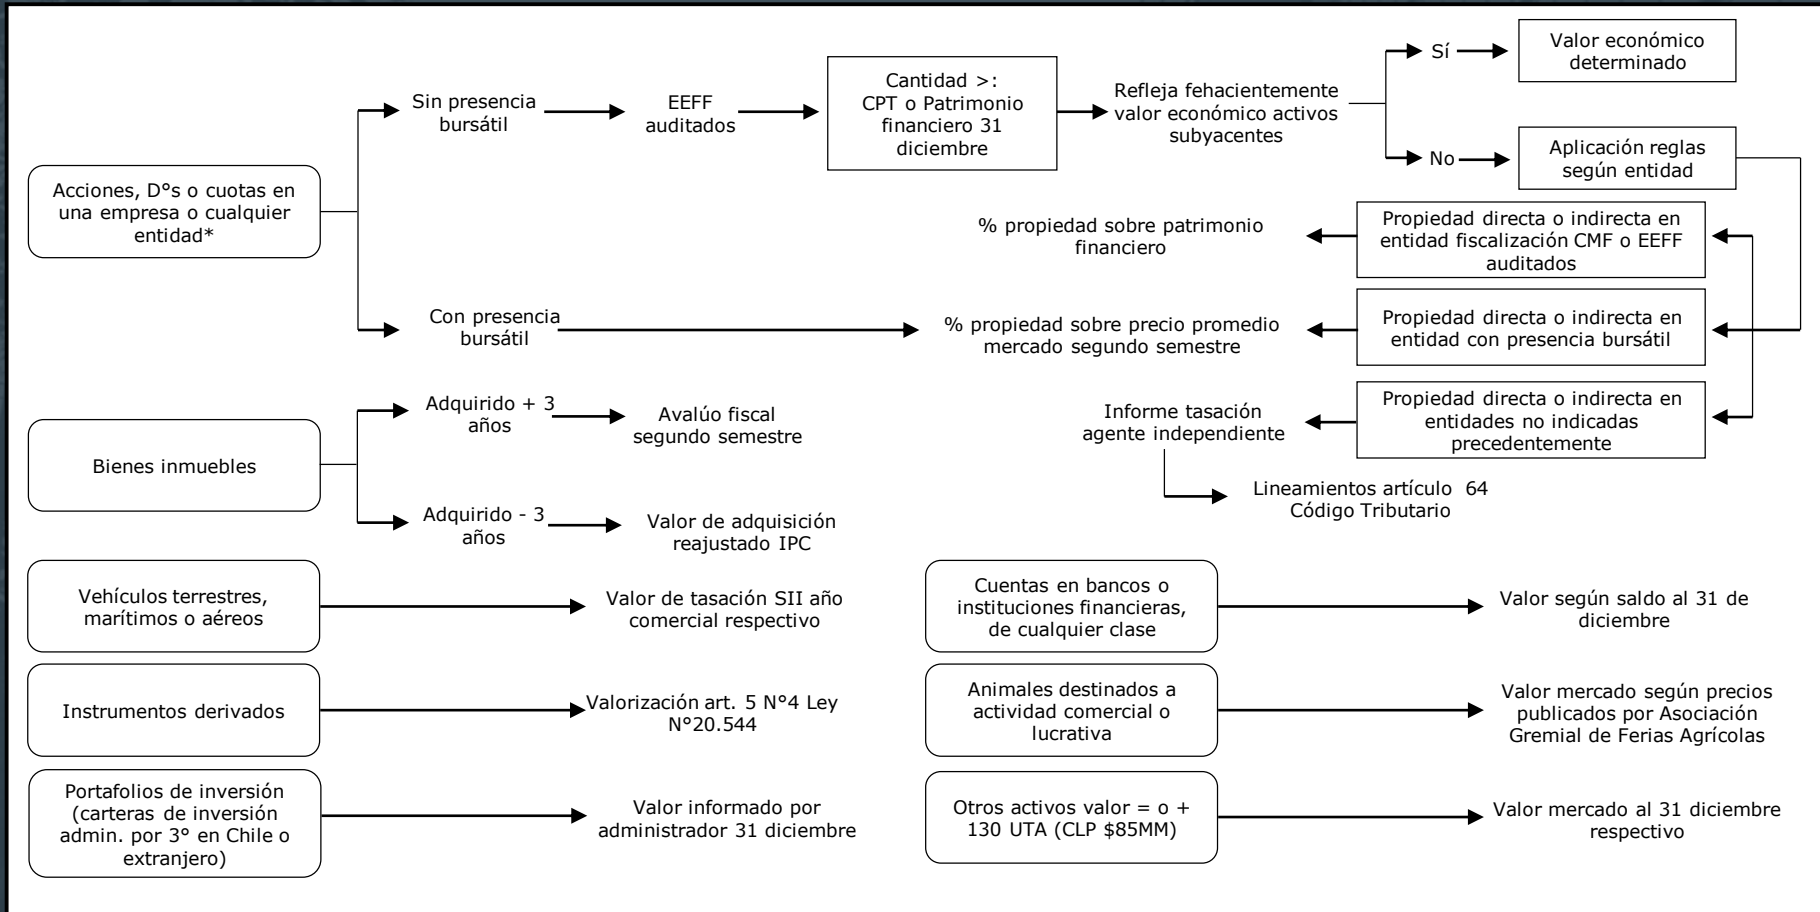 Acciones, D°s o cuotas en
una empresa o cualquier
entidad*
Sin presencia
bursátil
EEFF
auditados
Cantidad >:
CPT o Patrimonio
financiero 31
diciembre
Refleja fehacientemente
valor económico activos
subyacentes
Sí
Valor económico
determinado
No
Aplicación reglas
según entidad
Propiedad directa o indirecta en
entidad fiscalización CMF o EEFF
auditados
% propiedad sobre patrimonio
financiero
Con presencia
bursátil
% propiedad sobre precio promedio
mercado segundo semestre
Propiedad directa o indirecta en
entidad con presencia bursátil
Propiedad directa o indirecta en
entidades no indicadas
precedentemente
Informe tasación
agente independiente
Lineamientos artículo 64
Código Tributario
Bienes inmuebles
Adquirido + 3
años
Avalúo fiscal
segundo semestre
Adquirido - 3
años
Valor de adquisición
reajustado IPC
Vehículos terrestres,
marítimos o aéreos
Valor de tasación SII año
comercial respectivo
Cuentas en bancos o
instituciones financieras,
de cualquier clase
Valor según saldo al 31 de
diciembre
Instrumentos derivados
Valorización art. 5 N°4 Ley
N°20.544
Animales destinados a
actividad comercial o
lucrativa
Valor mercado según precios
publicados por Asociación
Gremial de Ferias Agrícolas
Portafolios de inversión
(carteras de inversión
admin. por 3° en Chile o
extranjero)
Valor informado por
administrador 31 diciembre
Otros activos valor = o +
130 UTA (CLP $85MM)
Valor mercado al 31 diciembre
respectivo